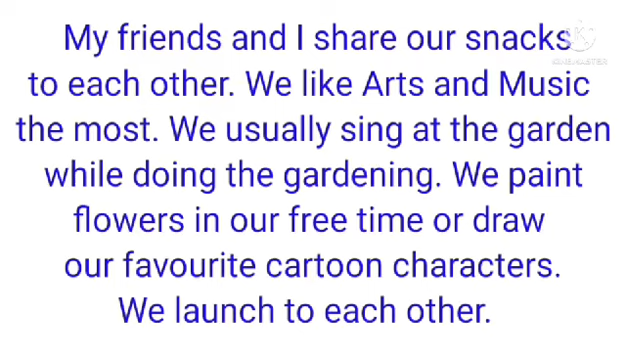 My friends and I share our snacks
to each other. We like Arts and Music
the most. We usually sing at the garden
while doing the gardening. We paint
flowers in our free time or draw
our favourite cartoon characters.
We launch to each other.